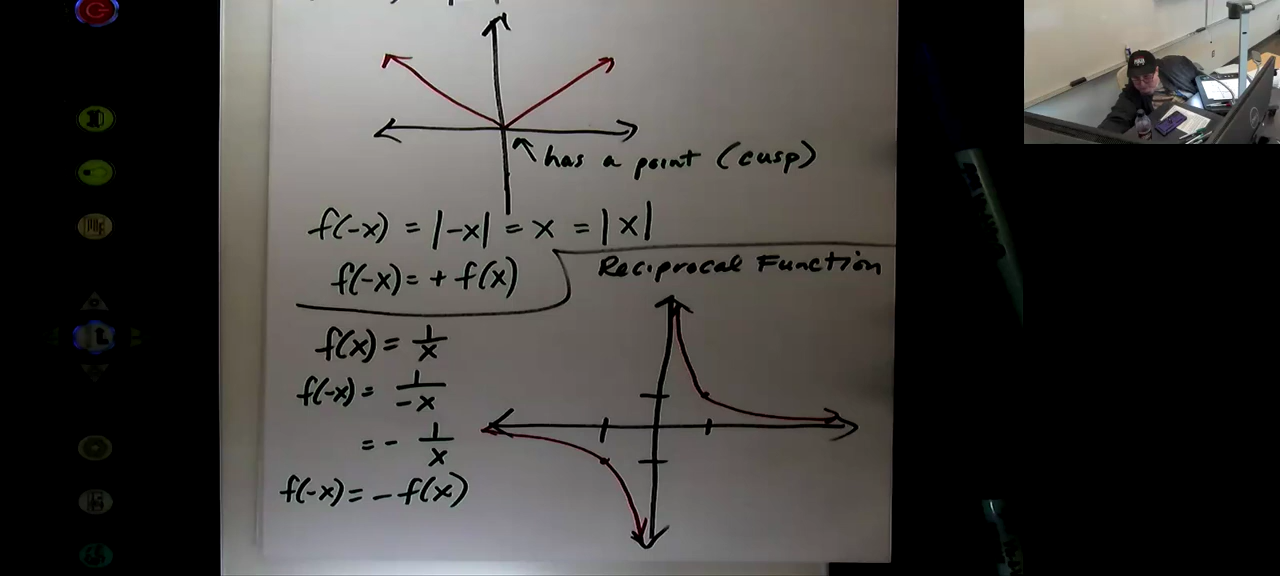 has a point (cusp)
f(-x) = |-x| = x = |x|
f(-x) = + f(x)
Reciprocal Function
f(x) = 1/x
f(-x) = 1/-x
= - 1/x
f(-x) = - f(x)